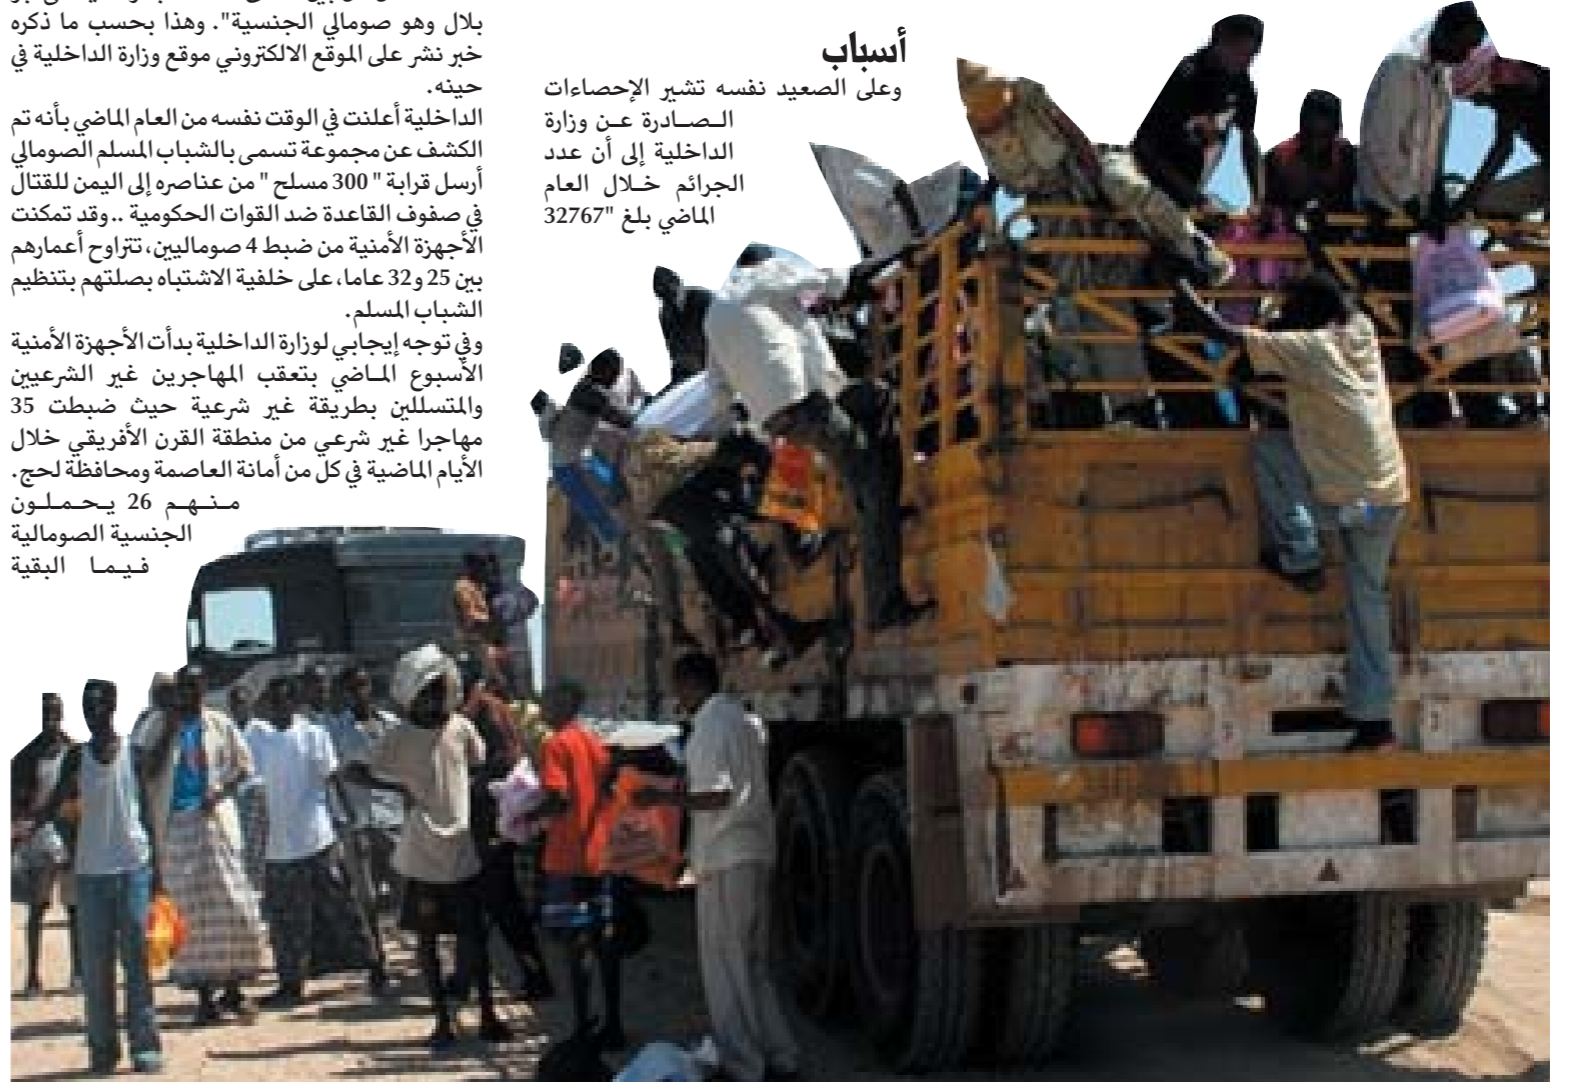 أسباب
وعلى الصعيد نفسه تشير الإحصاءات
الصادرة عن وزارة
الداخلية إلى أن عدد
الجرائم خلال العام
الماضي بلغ "32767
بلال وهو صومالي الجنسية". وهذا بحسب ما ذكره
خبر نشر على الموقع الالكتروني موقع وزارة الداخلية في
حينه.
الداخلية أعلنت في الوقت نفسه من العام الماضي بأنه تم
الكشف عن مجموعة تسمى بالشباب المسلم الصومالي
أرسل قرابة " 300 مسلح " من عناصره إلى اليمن للقتال
في صفوف القاعدة ضد القوات الحكومية .. وقد تمكنت
الأجهزة الأمنية من ضبط 4 صوماليين، تتراوح أعمارهم
بين 25 و32 عاما، على خلفية الاشتباه بصلتهم بتنظيم
الشباب المسلم.
وفي توجه إيجابي لوزارة الداخلية بدأت الأجهزة الأمنية
الأسبوع الماضي بتعقب المهاجرين غير الشرعيين
والمتسللين بطريقة غير شرعية حيث ضبطت 35
مهاجرا غير شرعي من منطقة القرن الأفريقي خلال
الأيام الماضية في كل من أمانة العاصمة ومحافظة لحج.
منهم 26 يحملون
الجنسية الصومالية
فيما البقية